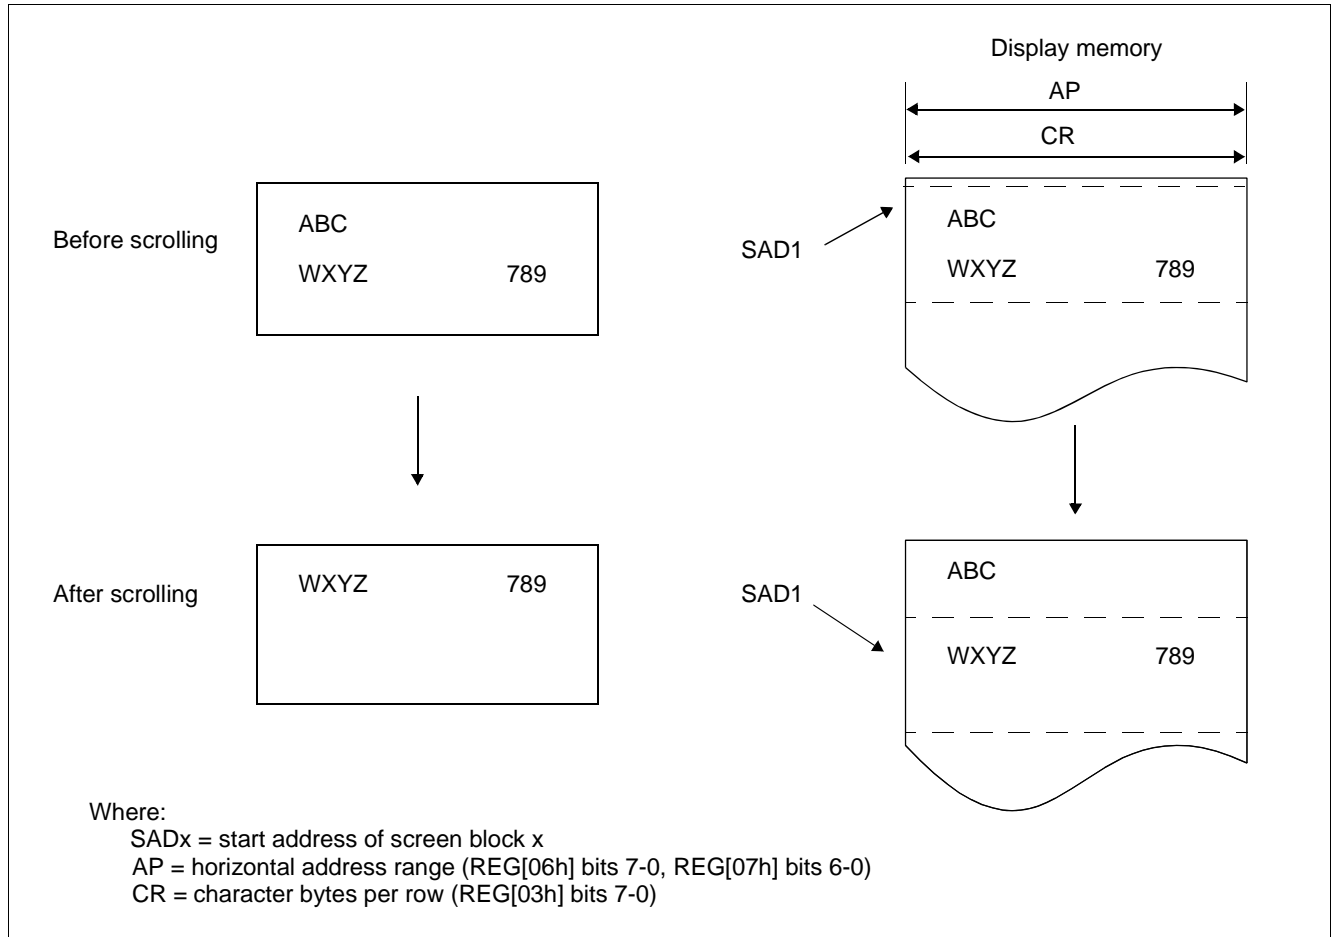 Display memory
AP
CR
Before scrolling
ABC
WXYZ 789
SAD1
ABC
WXYZ 789
After scrolling
WXYZ 789
SAD1
ABC
WXYZ 789
Where:
SADx = start address of screen block x
AP = horizontal address range (REG[06h] bits 7-0, REG[07h] bits 6-0)
CR = character bytes per row (REG[03h] bits 7-0)